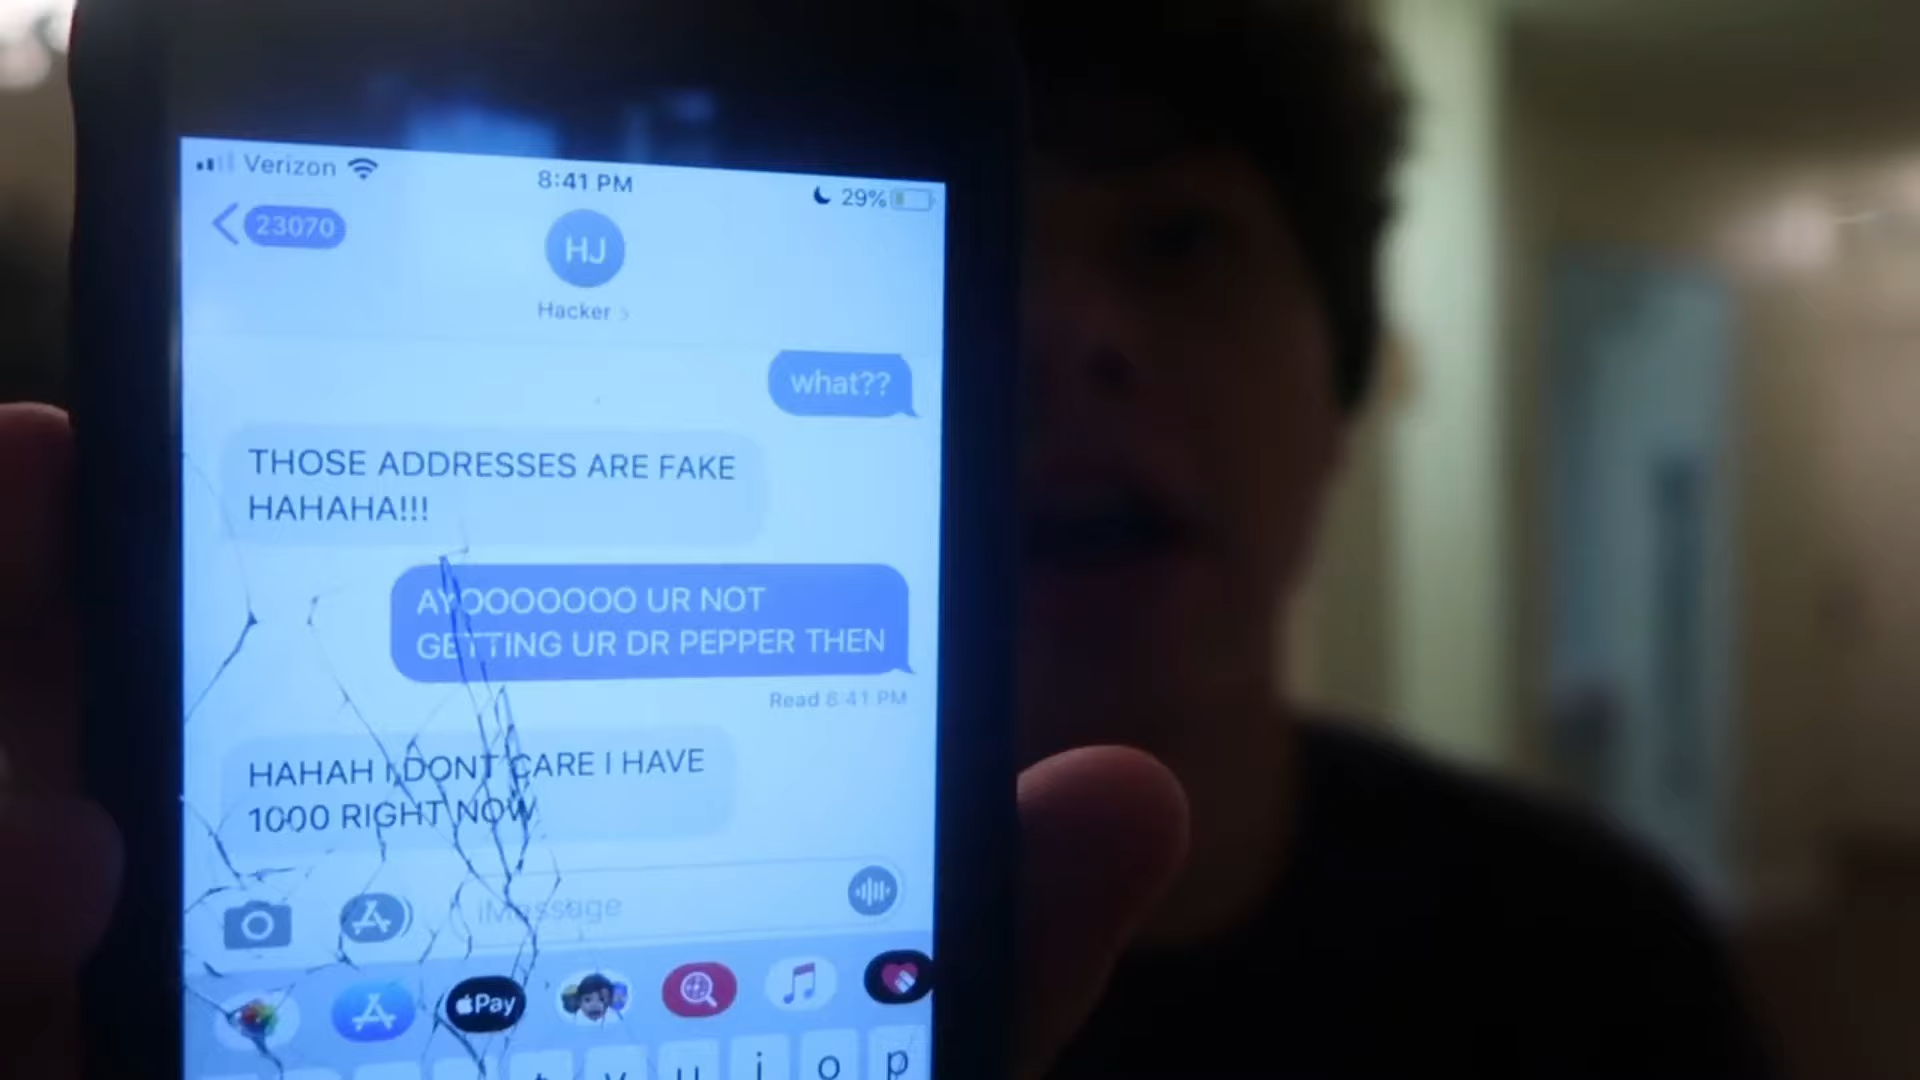 Verizon
8:41 PM
29%
23070
HJ
Hacker
what??
THOSE ADDRESSES ARE FAKE
HAHAHA!!!
AYOOOOOOO UR NOT
GETTING UR DR PEPPER THEN
Read 8:41 PM
HAHAH I DONT CARE I HAVE
1000 RIGHT NOW
iMessage
Pay
u i o p